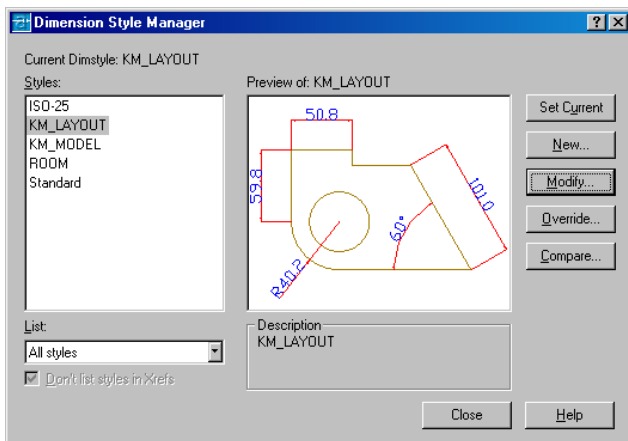 Dimension Style Manager
Current Dimstyle: KM_LAYOUT
Styles:
ISO-25
KM_LAYOUT
KM_MODEL
ROOM
Standard
Preview of: KM_LAYOUT
50.8
59.8
101.0
60°
R40.2
Set Current
New...
Modify...
Override...
Compare...
List:
All styles
Don't list styles in Xrefs
Description
KM_LAYOUT
Close
Help